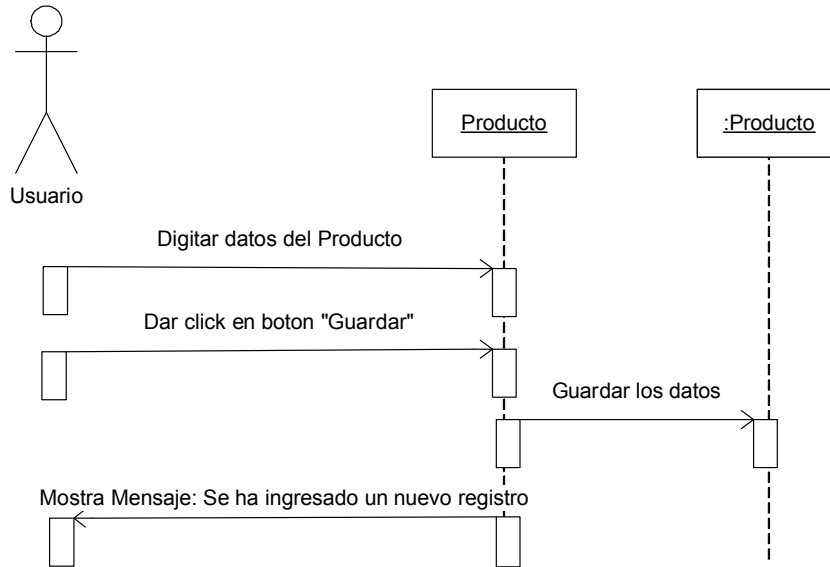 Producto
:Producto
Usuario
Digitar datos del Producto
Dar click en boton "Guardar"
Guardar los datos
Mostra Mensaje: Se ha ingresado un nuevo registro